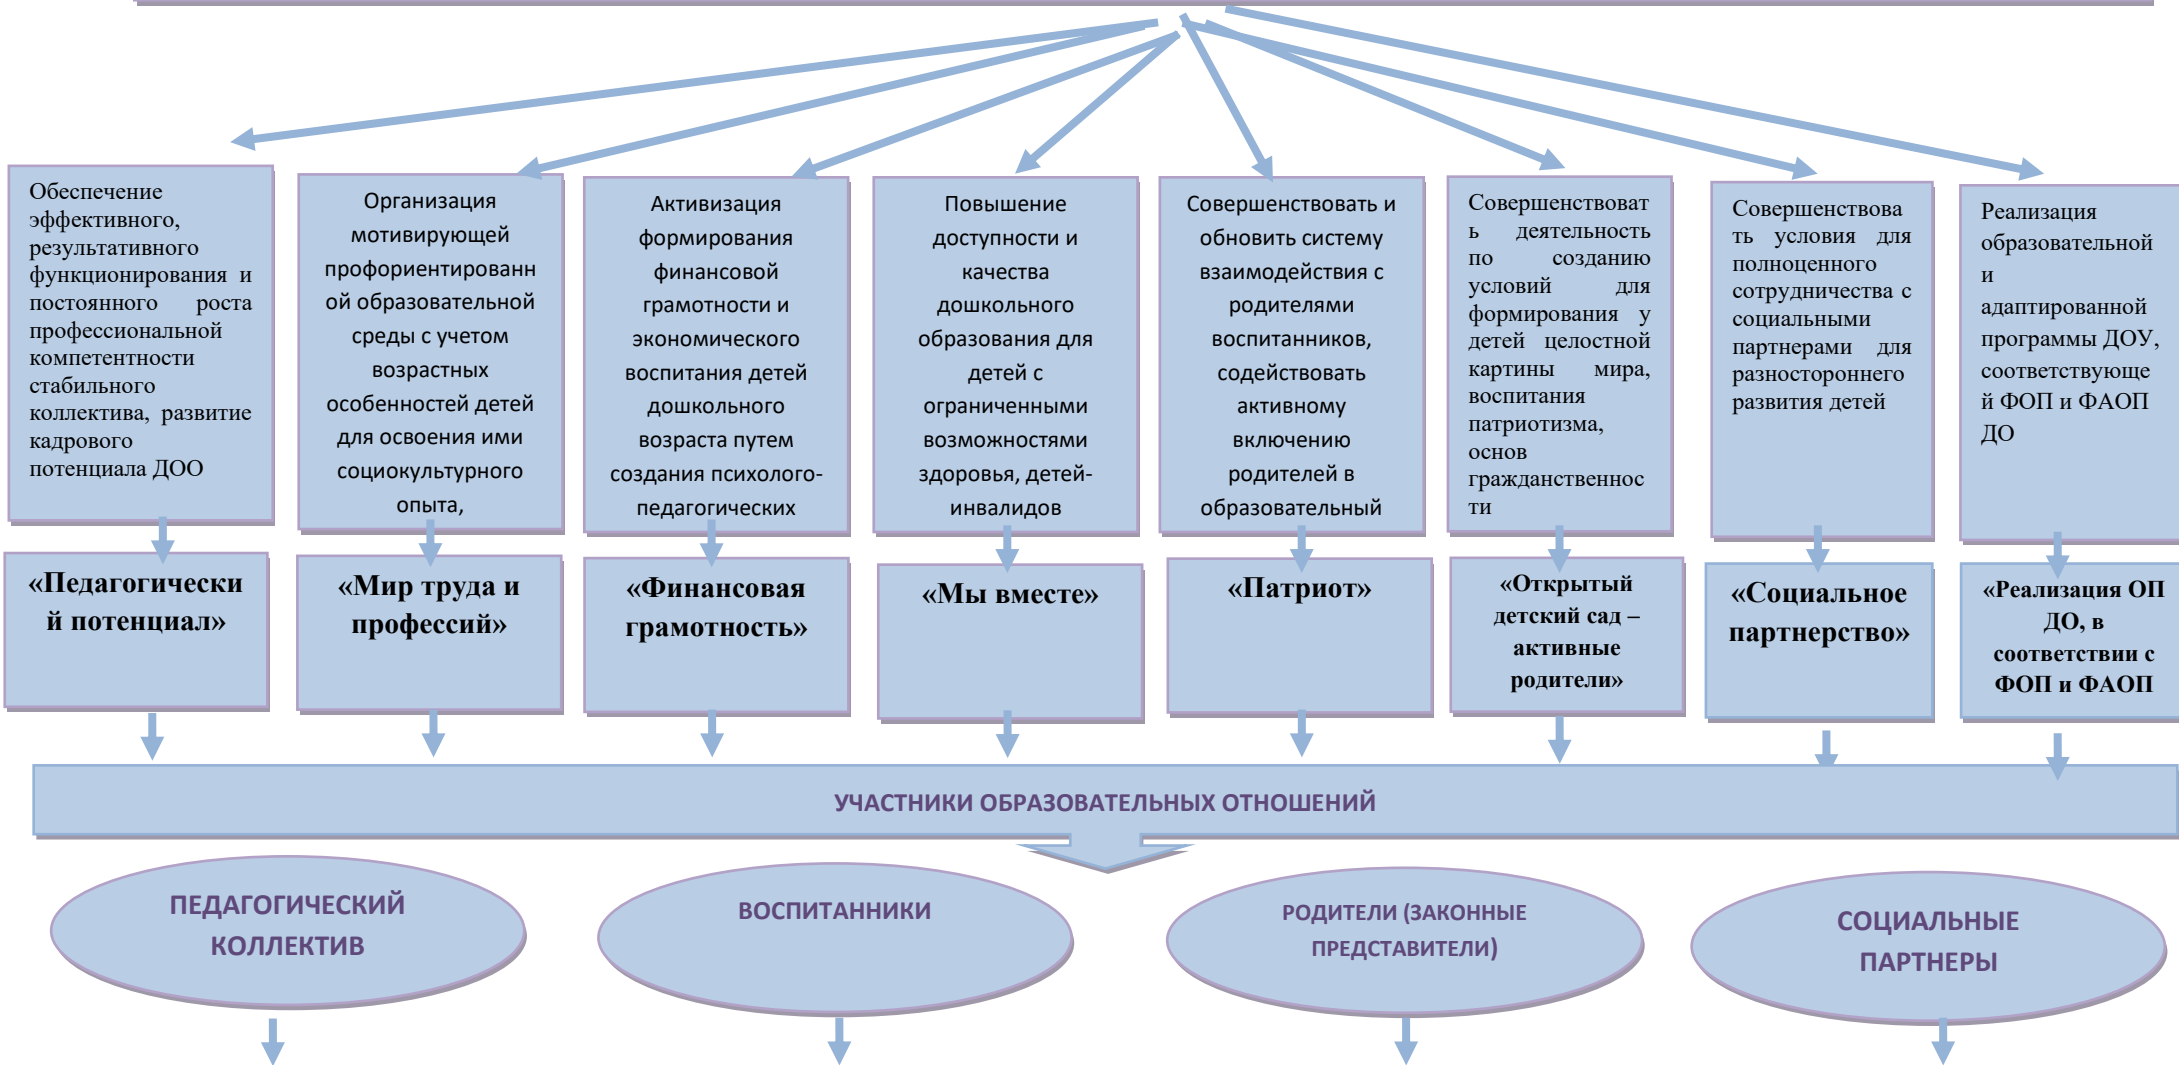 Обеспечение
эффективного,
результативного
функционирования и
постоянного роста
профессиональной
компетентности
стабильного
коллектива, развитие
кадрового
потенциала ДОО
Организация
мотивирующей
профориентированн
ой образовательной
среды с учетом
возрастных
особенностей детей
для освоения ими
социокультурного
опыта,
Активизация
формирования
финансовой
грамотности и
экономического
воспитания детей
дошкольного
возраста путем
создания психолого-
педагогических
Повышение
доступности и
качества
дошкольного
образования для
детей с
ограниченными
возможностями
здоровья, детей-
инвалидов
Совершенствовать и
обновить систему
взаимодействия с
родителями
воспитанников,
содействовать
активному
включению
родителей в
образовательный
Совершенствоват
ь деятельность
по созданию
условий для
формирования у
детей целостной
картины мира,
воспитания
патриотизма,
основ
гражданственнос
ти
Совершенствова
ть условия для
полноценного
сотрудничества с
социальными
партнерами для
разностороннего
развития детей
Реализация
образовательной
и
адаптированной
программы ДОУ,
соответствующе
й ФОП и ФАОП
ДО
«Педагогически
й потенциал»
«Мир труда и
профессий»
«Финансовая
грамотность»
«Мы вместе»
«Патриот»
«Открытый
детский сад –
активные
родители»
«Социальное
партнерство»
«Реализация ОП
ДО, в
соответствии с
ФОП и ФАОП
УЧАСТНИКИ ОБРАЗОВАТЕЛЬНЫХ ОТНОШЕНИЙ
ПЕДАГОГИЧЕСКИЙ
КОЛЛЕКТИВ
ВОСПИТАННИКИ
РОДИТЕЛИ (ЗАКОННЫЕ
ПРЕДСТАВИТЕЛИ)
СОЦИАЛЬНЫЕ
ПАРТНЕРЫ